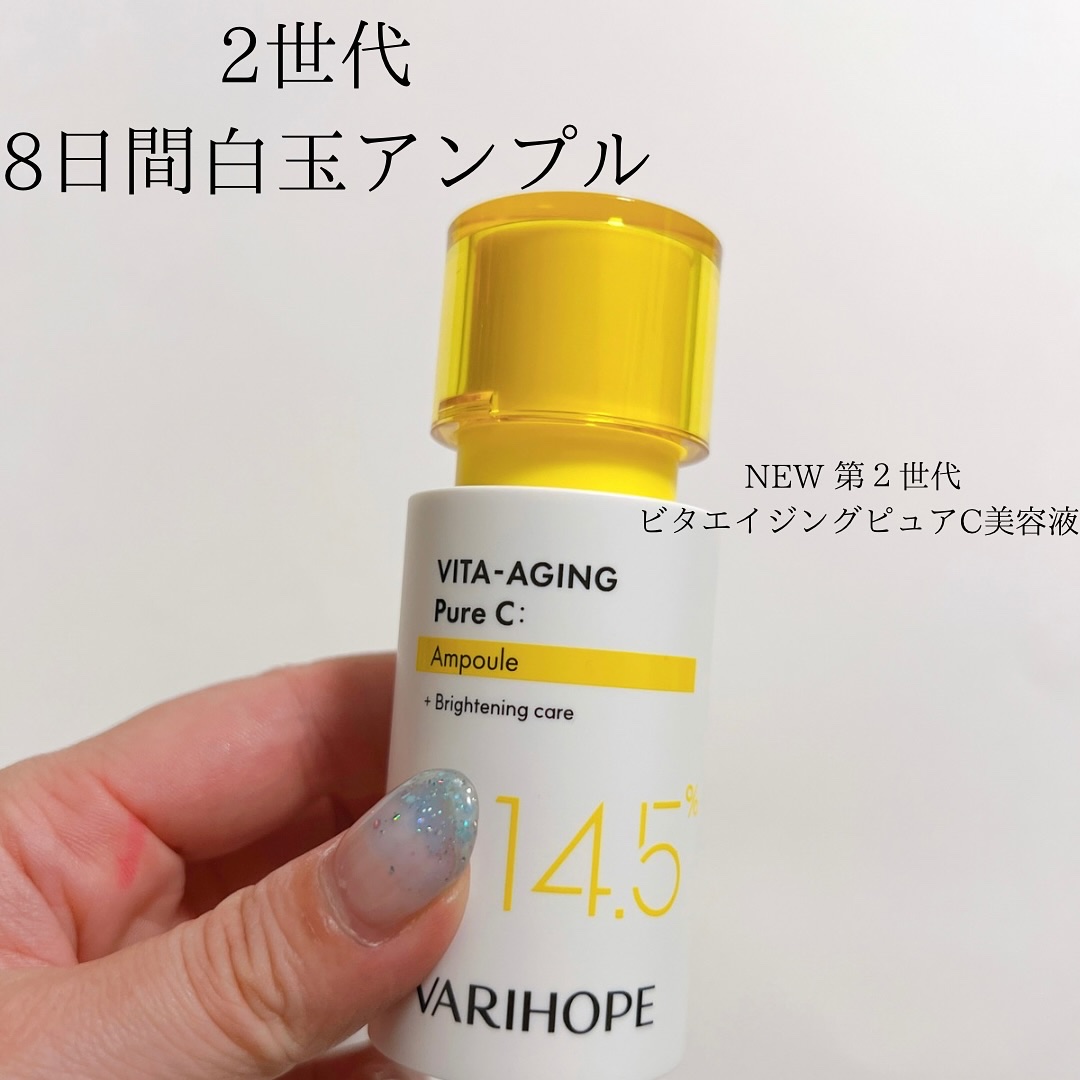 2世代
8日間白玉アンプル
NEW 第２世代
ビタエイジングピュアC美容液
VITA-AGING
Pure C:
Ampoule
+ Brightening care
14.5%
VARIHOPE